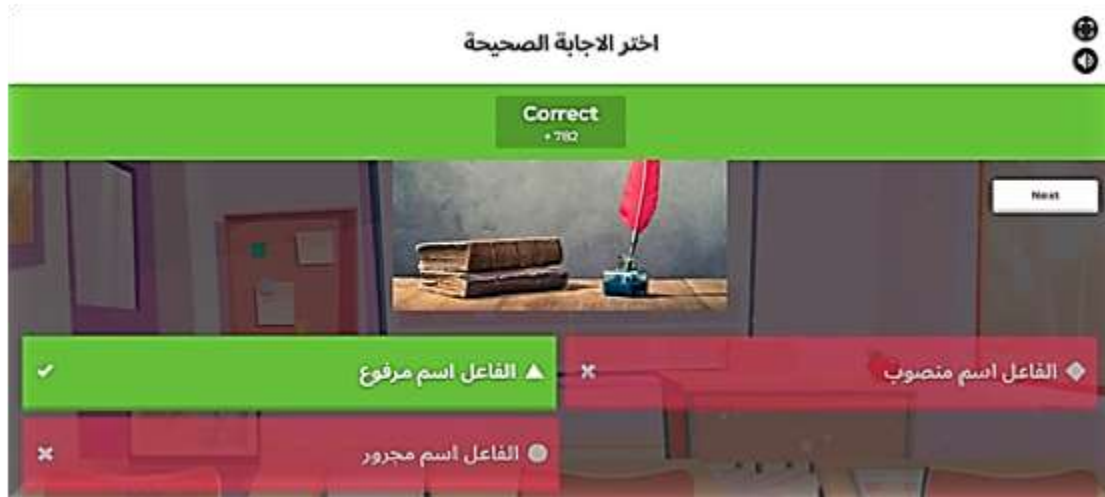 اختر الاجابة الصحيحة
Correct
+ 782
Next
الفاعل اسم منصوب
الفاعل اسم مرفوع
الفاعل اسم مجرور